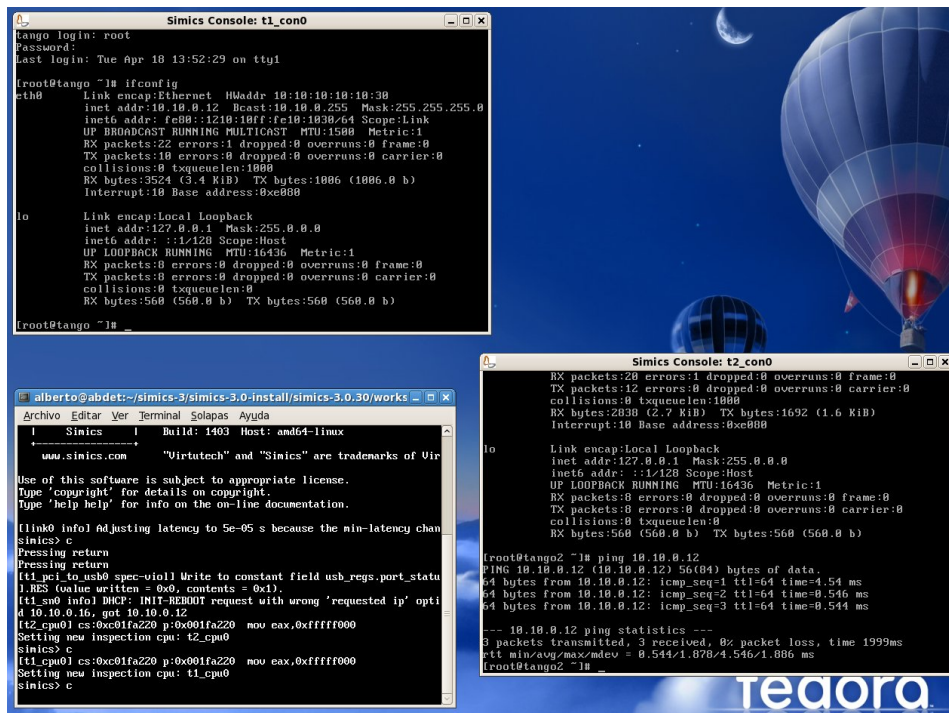 Simics Console: t1_con0
tango login: root
Password:
Last login: Tue Apr 18 13:52:29 on tty1
[root@tango ~]# ifconfig
eth0 Link encap:Ethernet HWaddr 10:10:10:10:10:30
inet addr:10.10.0.12 Bcast:10.10.0.255 Mask:255.255.255.0
inet6 addr: fe80::1210:10ff:fe10:1030/64 Scope:Link
UP BROADCAST RUNNING MULTICAST MTU:1500 Metric:1
RX packets:22 errors:1 dropped:0 overruns:0 frame:0
TX packets:10 errors:0 dropped:0 overruns:0 carrier:0
collisions:0 txqueuelen:1000
RX bytes:3524 (3.4 KiB) TX bytes:1006 (1006.0 b)
Interrupt:10 Base address:0xe080
lo Link encap:Local Loopback
inet addr:127.0.0.1 Mask:255.0.0.0
inet6 addr: ::1/128 Scope:Host
UP LOOPBACK RUNNING MTU:16436 Metric:1
RX packets:8 errors:0 dropped:0 overruns:0 frame:0
TX packets:8 errors:0 dropped:0 overruns:0 carrier:0
collisions:0 txqueuelen:0
RX bytes:560 (560.0 b) TX bytes:560 (560.0 b)
[root@tango ~]# _
alberto@abdet:~/simics-3/simics-3.0-install/simics-3.0.30/works
Archivo Editar Ver Terminal Solapas Ayuda
| Simics | Build: 1403 Host: amd64-linux
+----------------+
www.simics.com "Virtutech" and "Simics" are trademarks of Vir
Use of this software is subject to appropriate license.
Type 'copyright' for details on copyright.
Type 'help help' for info on the on-line documentation.
[link0 info] Adjusting latency to 5e-05 s because the min-latency chan
simics> c
Pressing return
Pressing return
[t1_pci_to_usb0 spec-viol] Write to constant field usb_regs.port_statu
].RES (value written = 0x0, contents = 0x1).
[t1_sn0 info] DHCP: INIT-REBOOT request with wrong 'requested ip' opti
d 10.10.0.16, got 10.10.0.12
[t2_cpu0] cs:0xc01fa220 p:0x001fa220 mov eax,0xfffff000
Setting new inspection cpu: t2_cpu0
simics> c
[t1_cpu0] cs:0xc01fa220 p:0x001fa220 mov eax,0xfffff000
Setting new inspection cpu: t1_cpu0
simics> c
Simics Console: t2_con0
RX packets:20 errors:1 dropped:0 overruns:0 frame:0
TX packets:12 errors:0 dropped:0 overruns:0 carrier:0
collisions:0 txqueuelen:1000
RX bytes:2838 (2.7 KiB) TX bytes:1692 (1.6 KiB)
Interrupt:10 Base address:0xe080
lo Link encap:Local Loopback
inet addr:127.0.0.1 Mask:255.0.0.0
inet6 addr: ::1/128 Scope:Host
UP LOOPBACK RUNNING MTU:16436 Metric:1
RX packets:8 errors:0 dropped:0 overruns:0 frame:0
TX packets:8 errors:0 dropped:0 overruns:0 carrier:0
collisions:0 txqueuelen:0
RX bytes:560 (560.0 b) TX bytes:560 (560.0 b)
[root@tango2 ~]# ping 10.10.0.12
PING 10.10.0.12 (10.10.0.12) 56(84) bytes of data.
64 bytes from 10.10.0.12: icmp_seq=1 ttl=64 time=4.54 ms
64 bytes from 10.10.0.12: icmp_seq=2 ttl=64 time=0.546 ms
64 bytes from 10.10.0.12: icmp_seq=3 ttl=64 time=0.544 ms
--- 10.10.0.12 ping statistics ---
3 packets transmitted, 3 received, 0% packet loss, time 1999ms
rtt min/avg/max/mdev = 0.544/1.878/4.546/1.886 ms
[root@tango2 ~]# _
fedora